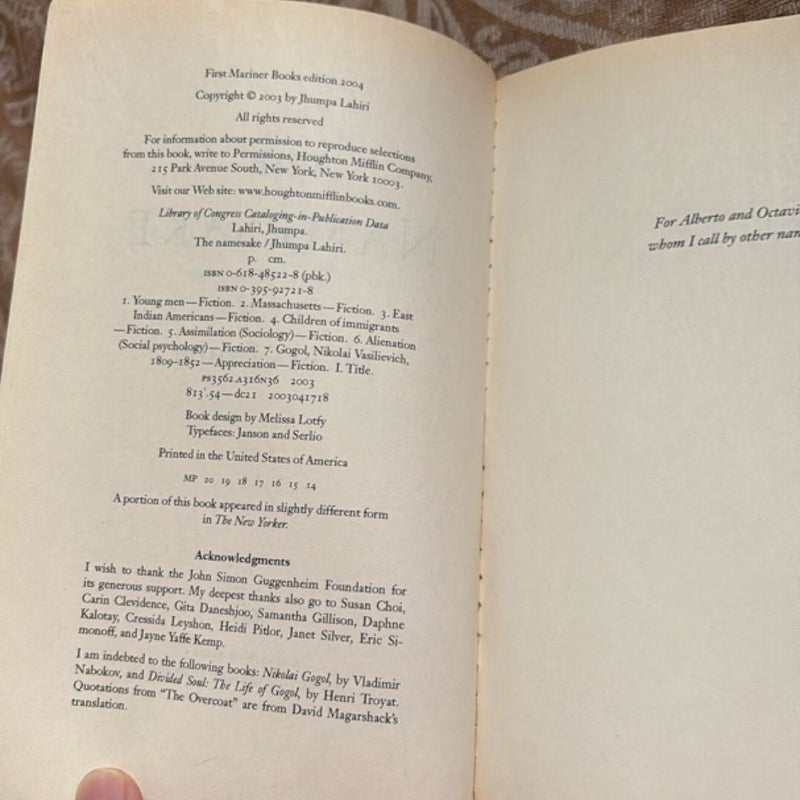 First Mariner Books edition 2004
Copyright © 2003 by Jhumpa Lahiri
All rights reserved
For information about permission to reproduce selections
from this book, write to Permissions, Houghton Mifflin Company,
215 Park Avenue South, New York, New York 10003.
Visit our Web site: www.houghtonmifflinbooks.com.
Library of Congress Cataloging-in-Publication Data
Lahiri, Jhumpa.
The namesake / Jhumpa Lahiri.
p. cm.
ISBN 0-618-48522-8 (pbk.)
ISBN 0-395-92721-8
1. Young men—Fiction. 2. Massachusetts—Fiction. 3. East
Indian Americans—Fiction. 4. Children of immigrants
—Fiction. 5. Assimilation (Sociology)—Fiction. 6. Alienation
(Social psychology)—Fiction. 7. Gogol, Nikolai Vasilievich,
1809–1852—Appreciation—Fiction. I. Title.
PS3562.A316N36 2003
813'.54—dc21 2003041718
Book design by Melissa Lotfy
Typefaces: Janson and Serlio
Printed in the United States of America
MP 20 19 18 17 16 15 14
A portion of this book appeared in slightly different form
in The New Yorker.
Acknowledgments
I wish to thank the John Simon Guggenheim Foundation for
its generous support. My deepest thanks also go to Susan Choi,
Carin Clevidence, Gita Daneshjoo, Samantha Gillison, Daphne
Kalotay, Cressida Leyshon, Heidi Pitlor, Janet Silver, Eric Si-
monoff, and Jayne Yaffe Kemp.
I am indebted to the following books: Nikolai Gogol, by Vladimir
Nabokov, and Divided Soul: The Life of Gogol, by Henri Troyat.
Quotations from "The Overcoat" are from David Magarshack's
translation.
For Alberto and Octavi
whom I call by other nam